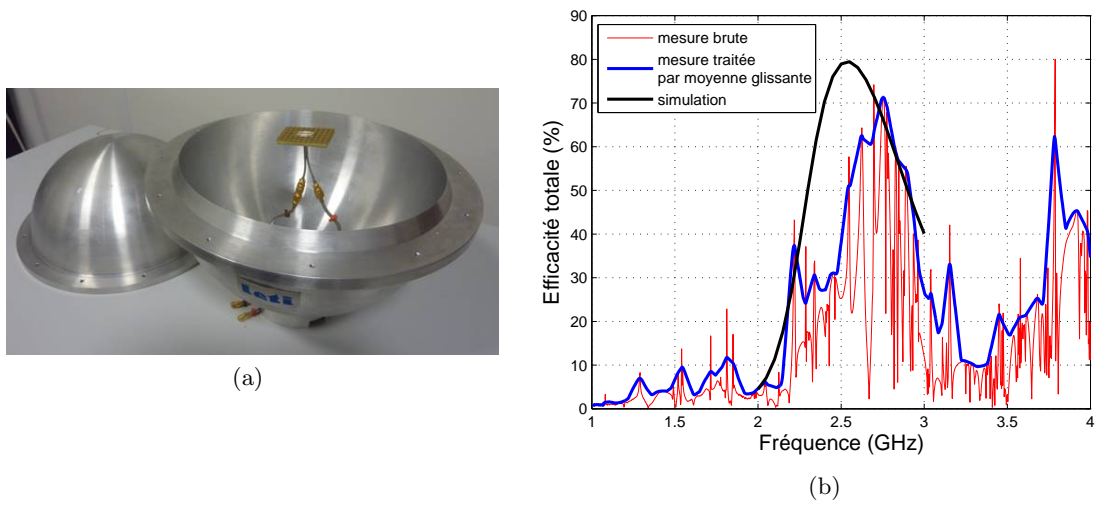 leti
(a)
90
80
70
60
50
40
30
20
10
0
Efficacité totale (%)
mesure brute
mesure traitée
par moyenne glissante
simulation
1
1.5
2
2.5
3
3.5
4
Fréquence (GHz)
(b)